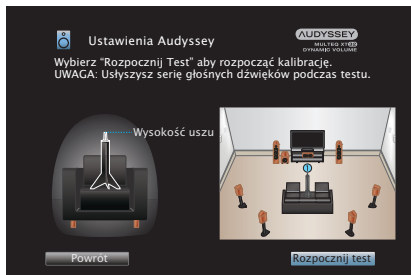 Ustawienia Audyssey
AUDYSSEY
MULTEQ XT32
DYNAMIC VOLUME
Wybierz "Rozpocznij Test" aby rozpocząć kalibrację.
UWAGA: Usłyszysz serię głośnych dźwięków podczas testu.
Wysokość uszu
Powrót
Rozpocznij test